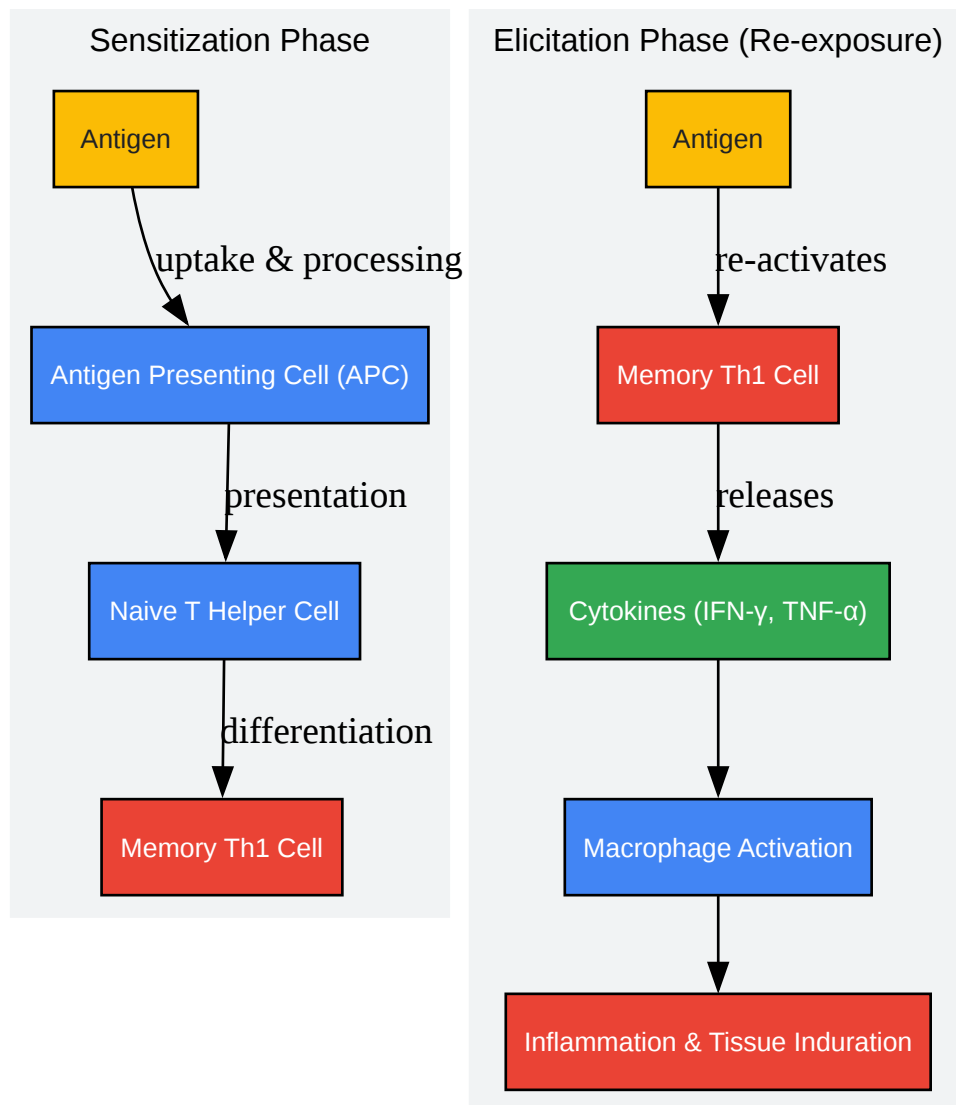 Sensitization Phase
Antigen
uptake & processing
Antigen Presenting Cell (APC)
presentation
Naive T Helper Cell
differentiation
Memory Th1 Cell
Elicitation Phase (Re-exposure)
Antigen
re-activates
Memory Th1 Cell
releases
Cytokines (IFN-γ, TNF-α)
Macrophage Activation
Inflammation & Tissue Induration